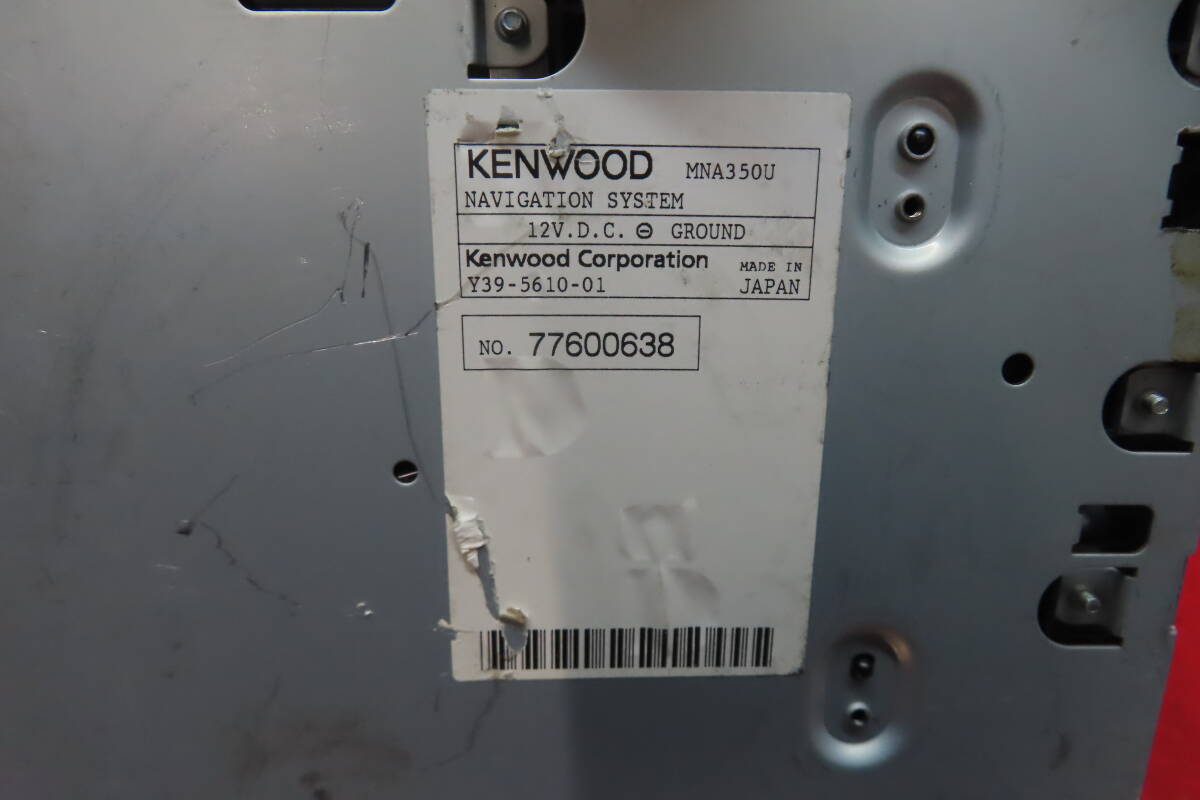 KENWOOD MNA350U
NAVIGATION SYSTEM
12V.D.C. ⊖ GROUND
Kenwood Corporation MADE IN
Y39-5610-01 JAPAN
NO. 77600638